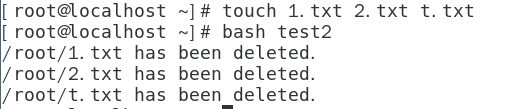 [root@localhost ~]# touch 1.txt 2.txt t.txt
[root@localhost ~]# bash test2
/root/1.txt has been deleted.
/root/2.txt has been deleted.
/root/t.txt has been deleted.